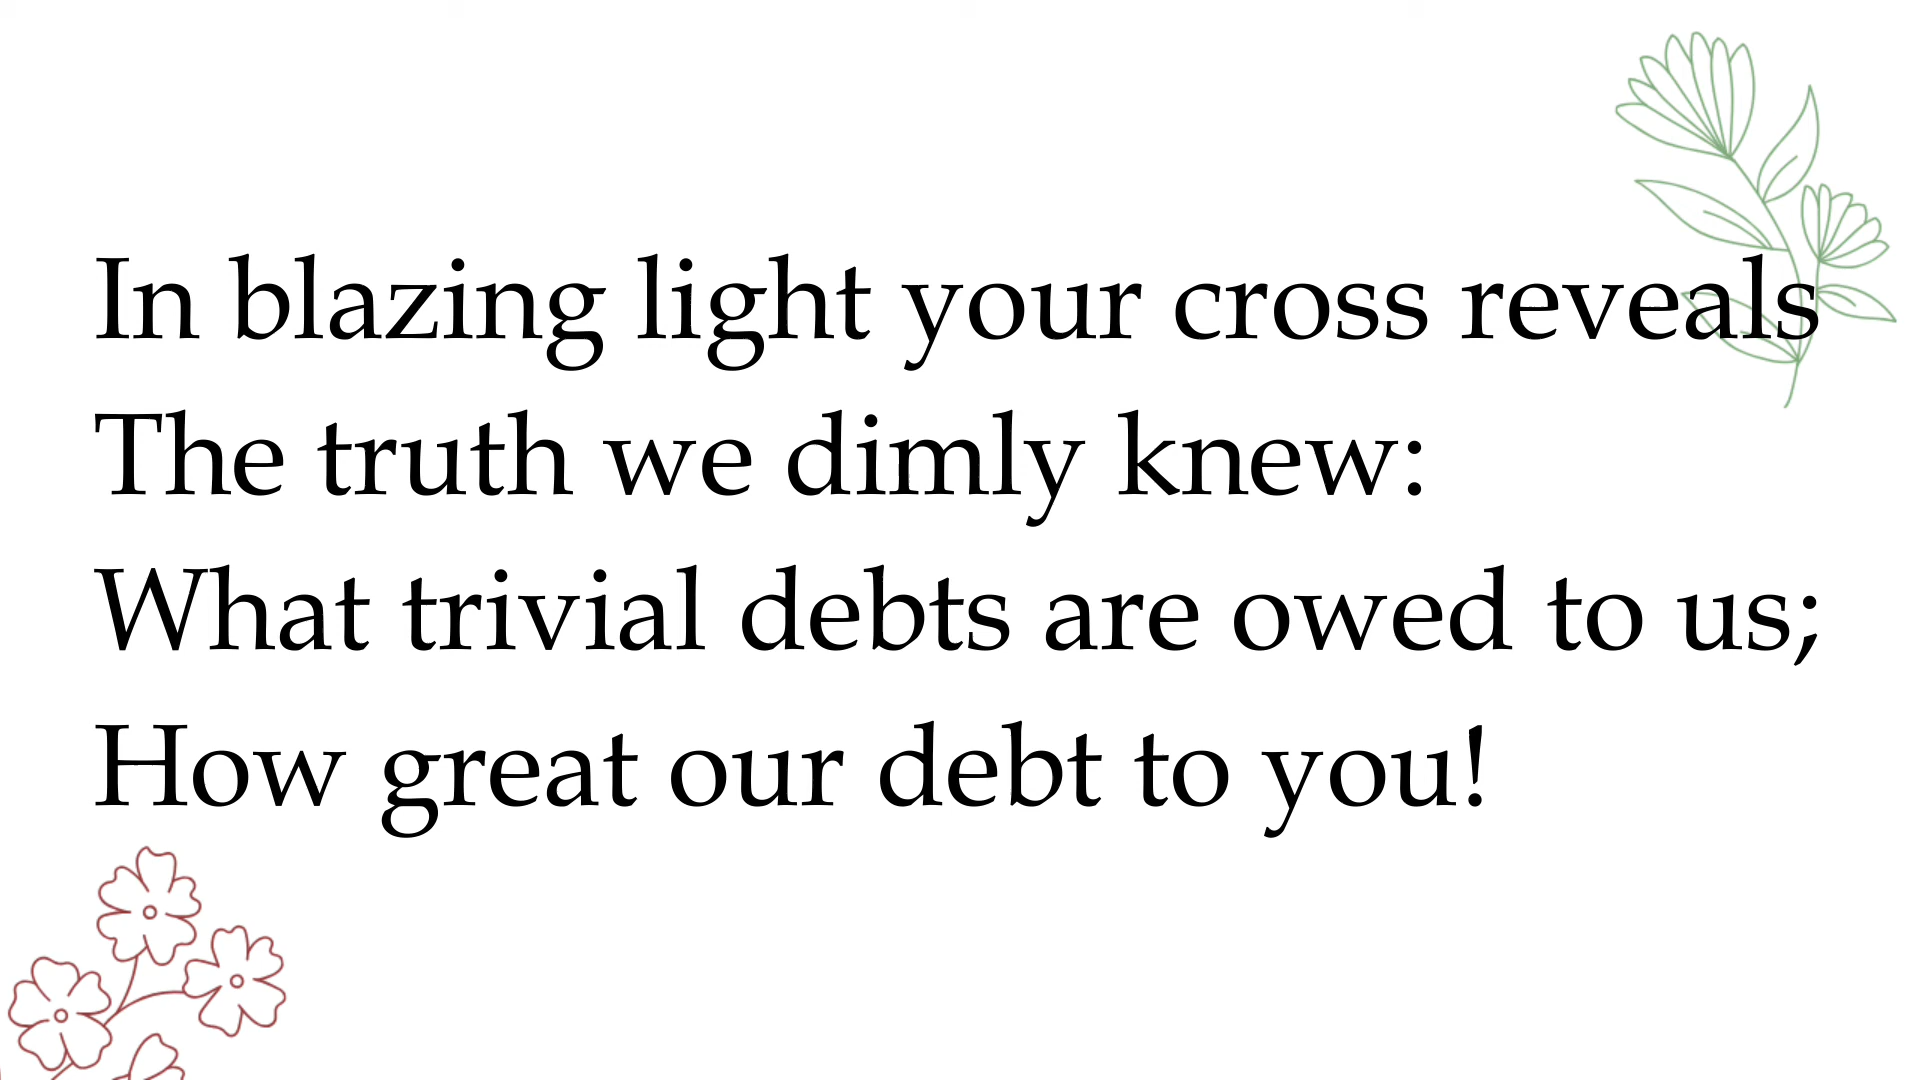 In blazing light your cross reveals
The truth we dimly knew:
What trivial debts are owed to us;
How great our debt to you!